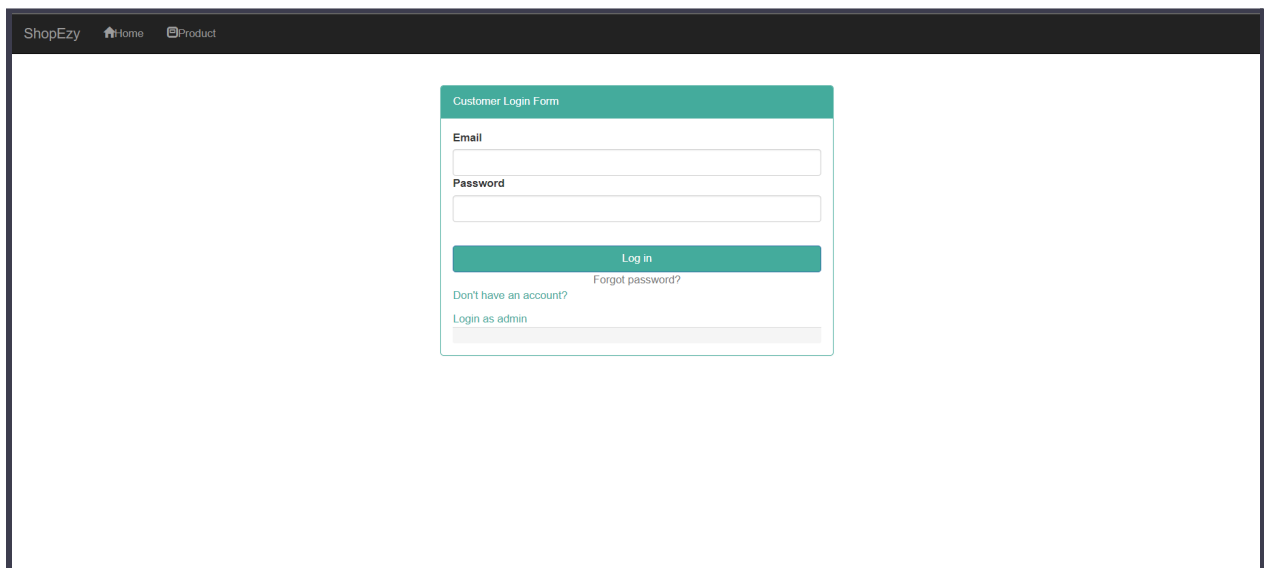 ShopEzy Home Product
Customer Login Form
Email
Password
Log in
Forgot password?
Don't have an account?
Login as admin